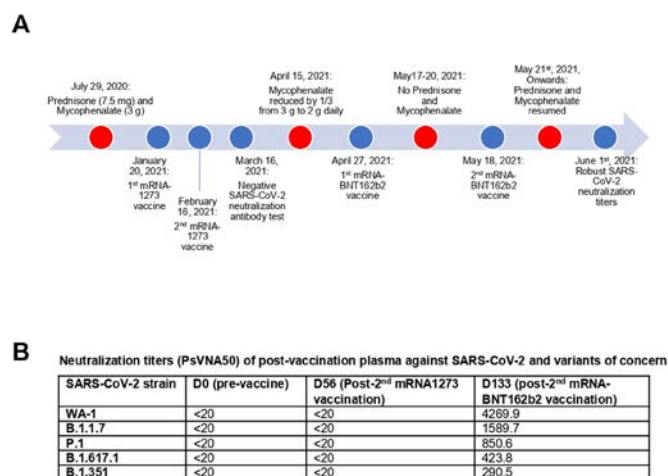 A
July 29, 2020:
Prednisone (7.5 mg) and
Mycophenalate (3 g)
April 15, 2021:
Mycophenalate
reduced by 1/3
from 3 g to 2 g daily
May17-20, 2021:
No Prednisone
and
Mycophenalate
May 21st, 2021,
Onwards:
Prednisone and
Mycophenalate
resumed
January
20, 2021:
1st mRNA-
1273
vaccine
February
16, 2021:
2nd mRNA-
1273
vaccine
March 16,
2021:
Negative
SARS-CoV-2
neutralization
antibody test
April 27, 2021:
1st mRNA-
BNT162b2
vaccine
May 18, 2021:
2nd mRNA-
BNT162b2
vaccine
June 1st, 2021:
Robust SARS-
CoV-2
neutralization
titers
B
Neutralization titers (PsVNA50) of post-vaccination plasma against SARS-CoV-2 and variants of concern
SARS-CoV-2 strain D0 (pre-vaccine) D56 (Post-2nd mRNA1273 vaccination) D133 (post-2nd mRNA-BNT162b2 vaccination)
WA-1 <20 <20 4269.9
B.1.1.7 <20 <20 1589.7
P.1 <20 <20 850.6
B.1.617.1 <20 <20 423.8
B.1.351 <20 <20 290.5